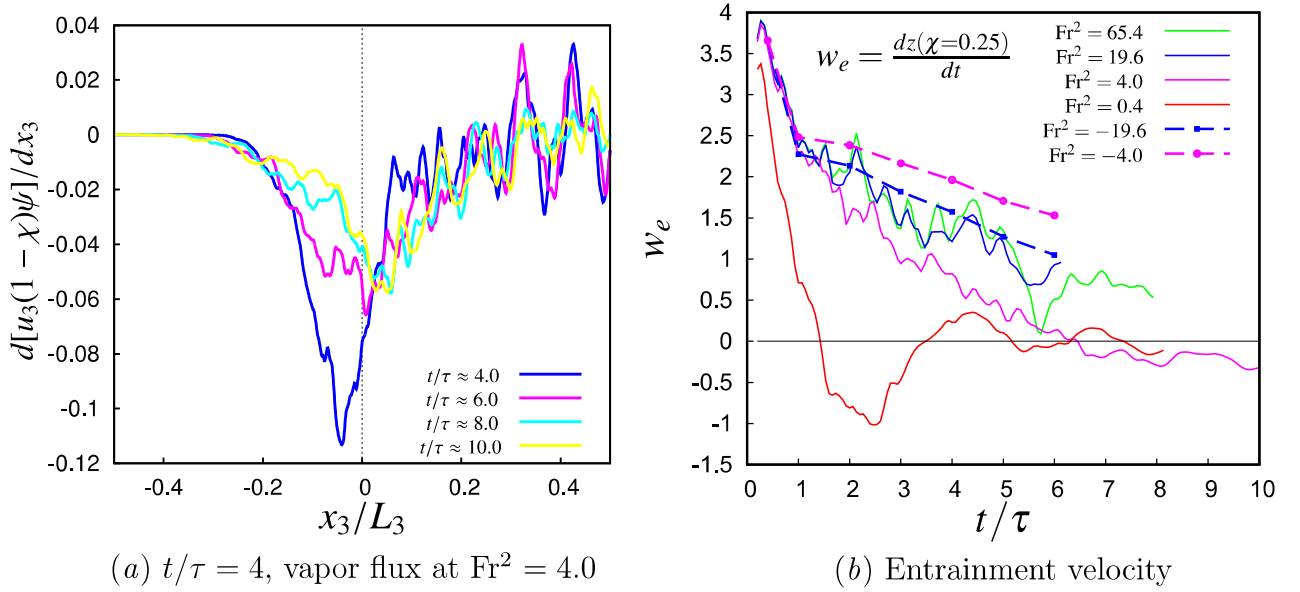 0.04
0.02
0
-0.02
-0.04
-0.06
-0.08
-0.1
-0.12
d[u₃(1 − χ)ψ]/dx₃
t/τ ≈ 4.0
t/τ ≈ 6.0
t/τ ≈ 8.0
t/τ ≈ 10.0
-0.4 -0.2 0 0.2 0.4
x₃/L₃
(a) t/τ = 4, vapor flux at Fr² = 4.0
4
3.5
3
2.5
2
1.5
1
0.5
0
-0.5
-1
-1.5
wₑ
wₑ = dz(χ=0.25)/dt
Fr² = 65.4
Fr² = 19.6
Fr² = 4.0
Fr² = 0.4
Fr² = −19.6
Fr² = −4.0
0 1 2 3 4 5 6 7 8 9 10
t/τ
(b) Entrainment velocity